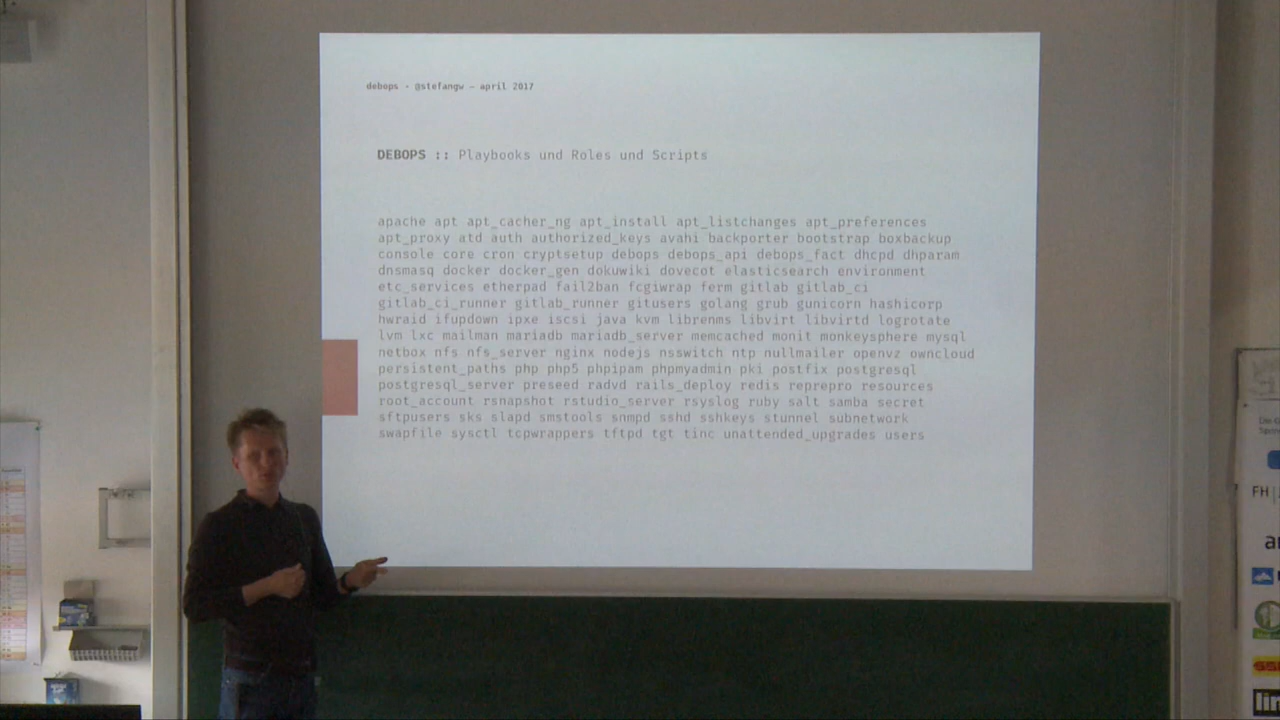 debops - @stefangw - april 2017
DEBOPS :: Playbooks und Roles und Scripts
apache apt apt_cacher_ng apt_install apt_listchanges apt_preferences
apt_proxy atd auth authorized_keys avahi backporter bootstrap boxbackup
console core cron cryptsetup debops debops_api debops_fact dhcpd dhparam
dnsmasq docker docker_gen dokuwiki dovecot elasticsearch environment
etc_services etherpad fail2ban fcgiwrap ferm gitlab gitlab_ci
gitlab_ci_runner gitlab_runner gitusers golang grub gunicorn hashicorp
hwraid ifupdown ipxe iscsi java kvm librenms libvirt libvirtd logrotate
lvm lxc mailman mariadb mariadb_server memcached monit monkeysphere mysql
netbox nfs nfs_server nginx nodejs nsswitch ntp nullmailer openvz owncloud
persistent_paths php php5 phpipam phpmyadmin pki postfix postgresql
postgresql_server preseed radvd rails_deploy redis reprepro resources
root_account rsnapshot rstudio_server rsyslog ruby salt samba secret
sftpusers sks slapd smstools snmpd sshd sshkeys stunnel subnetwork
swapfile sysctl tcpwrappers tftpd tgt tinc unattended_upgrades users
FH